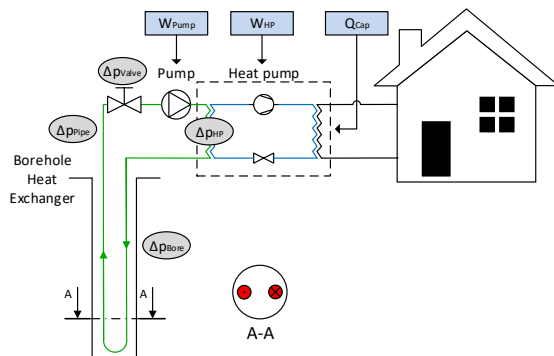 WPump
WHP
QCap
ΔpValve
Pump
Heat pump
ΔpPipe
ΔpHP
Borehole
Heat
Exchanger
ΔpBore
A
A
A-A